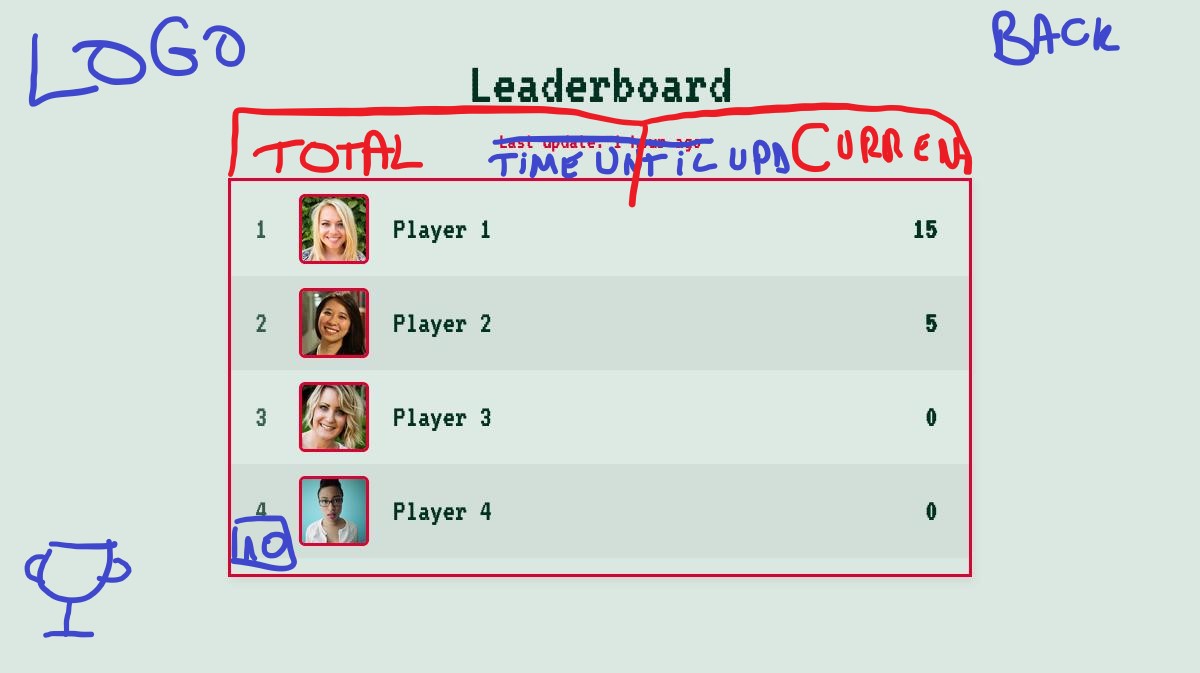 LOGO
BACK
Leaderboard
Last update: 1 hour ago
TOTAL
TIME UNTIL UPD
CURRENT
1 Player 1 15
2 Player 2 5
3 Player 3 0
4 Player 4 0
10